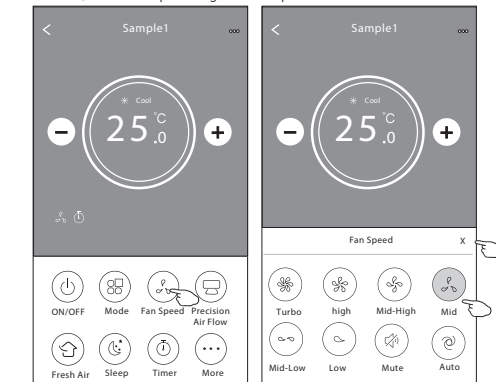 Sample1
Cool
25.0°C
ON/OFF Mode Fan Speed Precision Air Flow
Fresh Air Sleep Timer More
Sample1
Cool
25.0°C
Fan Speed X
Turbo high Mid-High Mid
Mid-Low Low Mute Auto